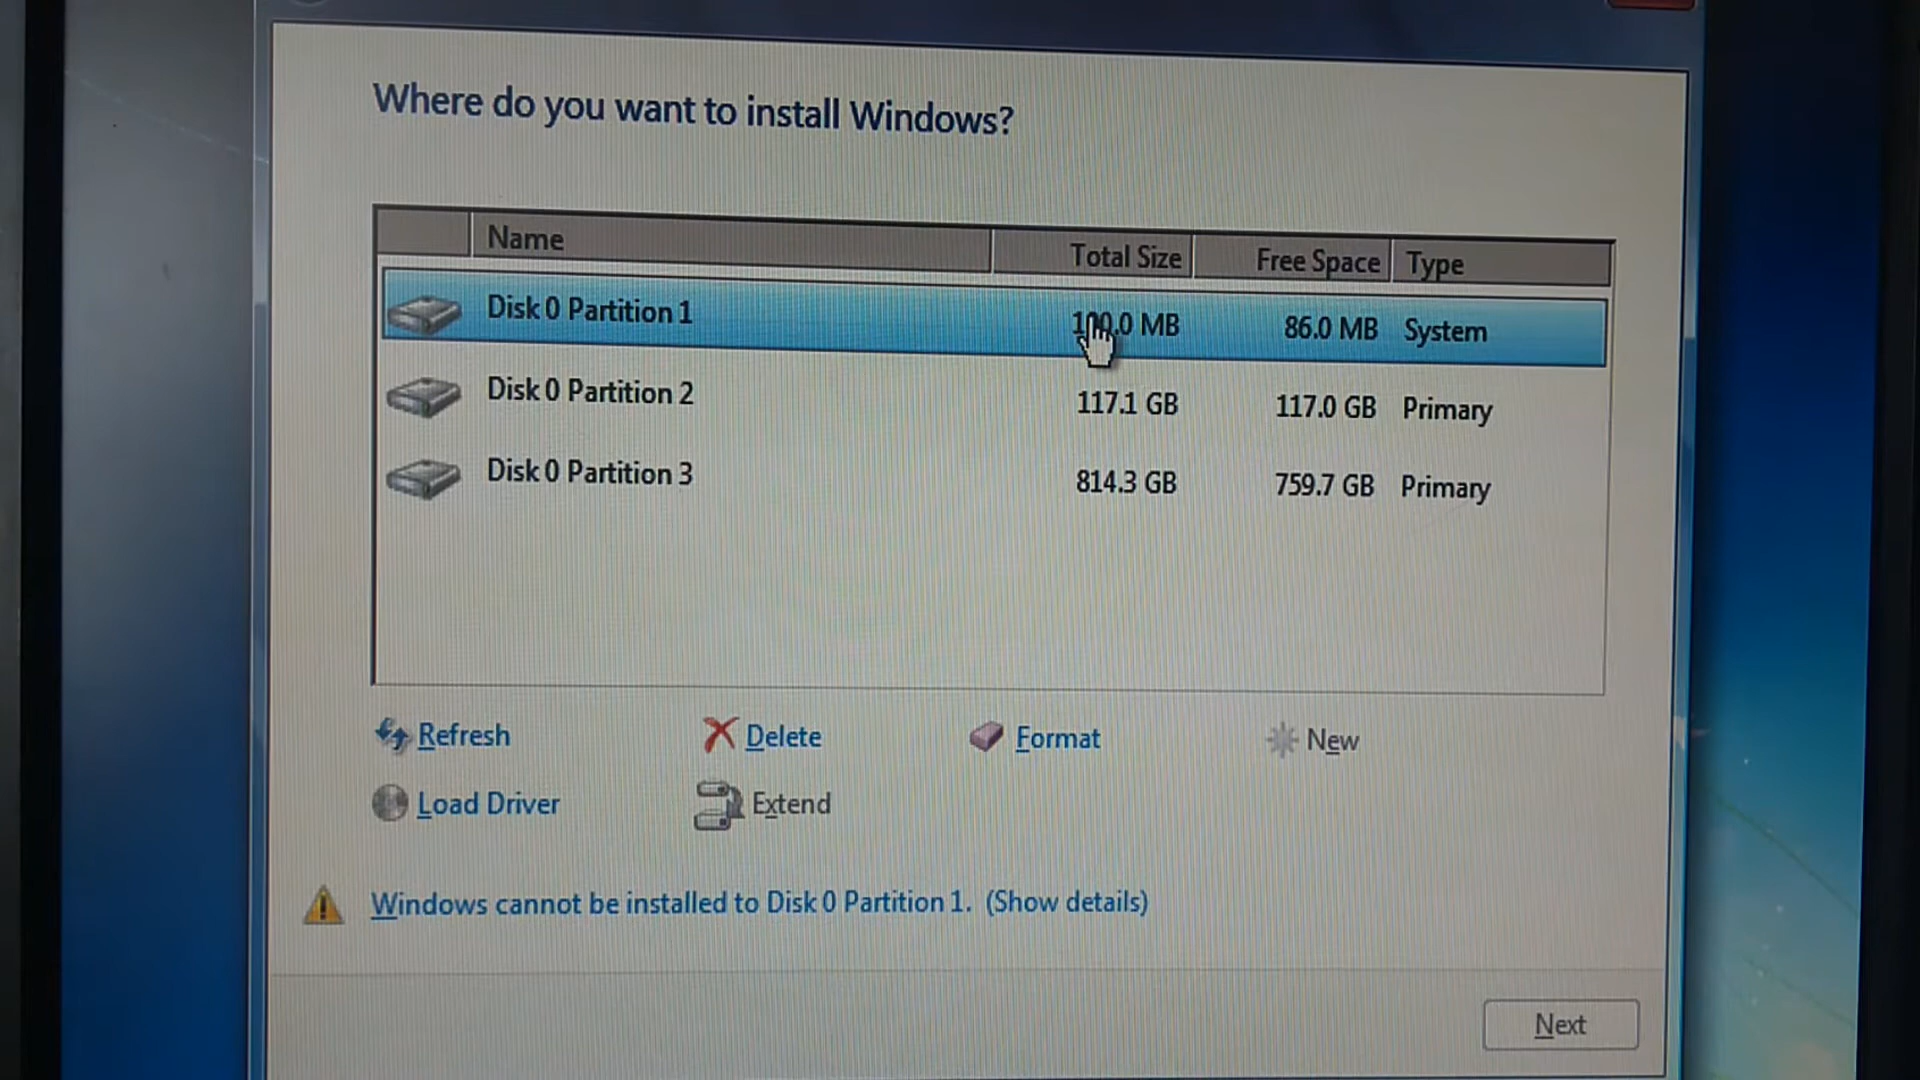 Where do you want to install Windows?
Name Total Size Free Space Type
Disk 0 Partition 1 100.0 MB 86.0 MB System
Disk 0 Partition 2 117.1 GB 117.0 GB Primary
Disk 0 Partition 3 814.3 GB 759.7 GB Primary
Refresh Delete Format New
Load Driver Extend
Windows cannot be installed to Disk 0 Partition 1. (Show details)
Next